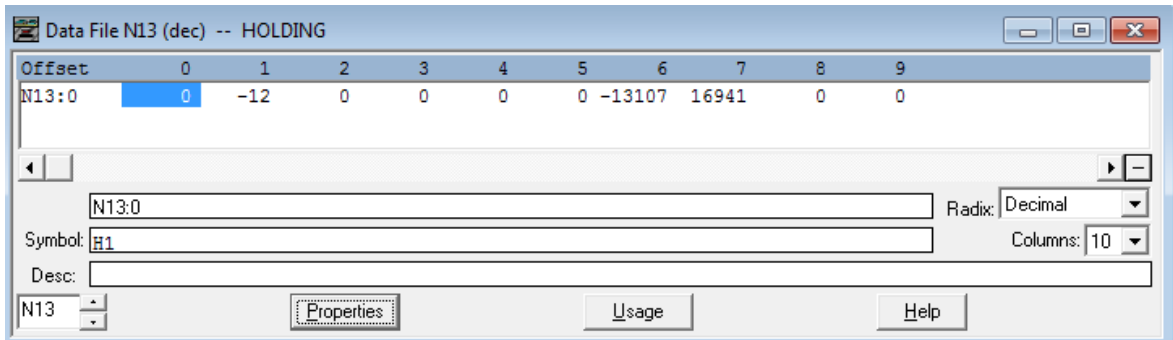 Data File N13 (dec) -- HOLDING
Offset 0 1 2 3 4 5 6 7 8 9
N13:0 0 -12 0 0 0 0 -13107 16941 0 0
N13:0 Radix: Decimal
Symbol: H1 Columns: 10
Desc:
N13 Properties Usage Help